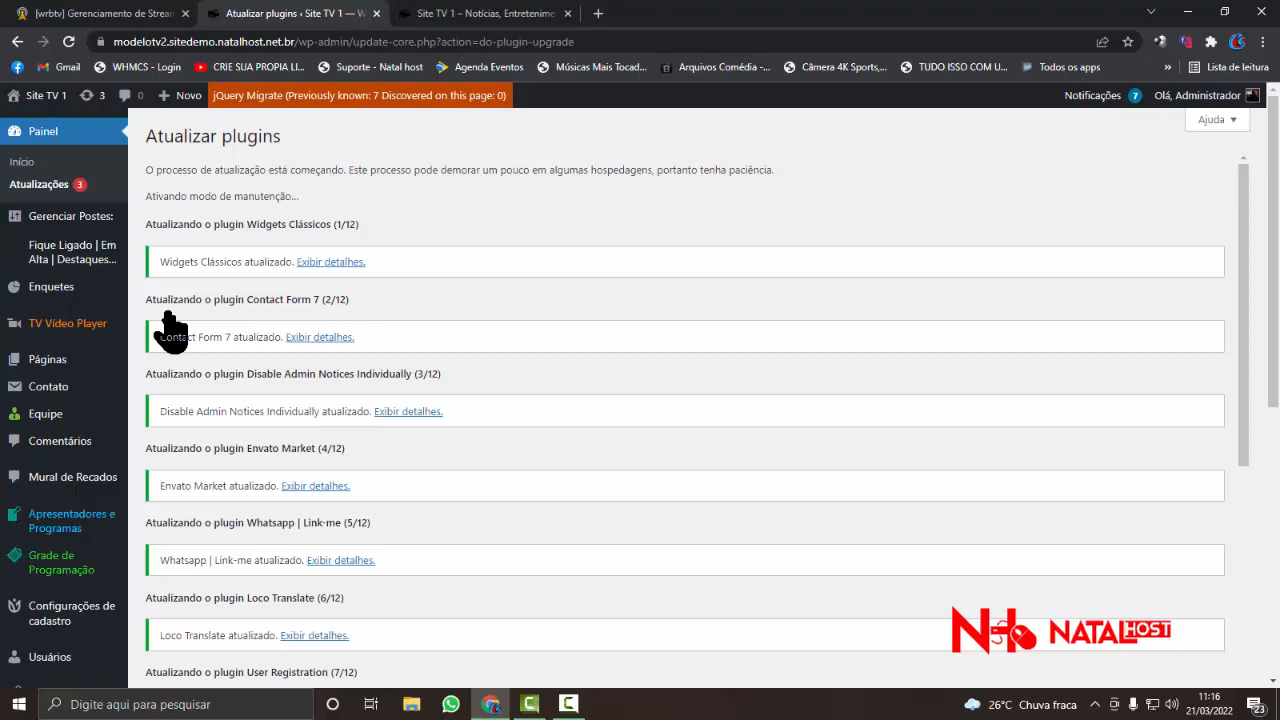 [wrbtv] Gerenciamento de Stream
Atualizar plugins ‹ Site TV 1 — W
Site TV 1 – Notícias, Entretenime
modelotv2.sitedemo.natalhost.net.br/wp-admin/update-core.php?action=do-plugin-upgrade
Gmail
WHMCS - Login
CRIE SUA PROPIA LI...
Suporte - Natal host
Agenda Eventos
Músicas Mais Tocad...
Arquivos Comédia...
Câmera 4K Sports,...
TUDO ISSO COM U...
Todos os apps
»
Lista de leitura
Site TV 1
3
0
+ Novo
jQuery Migrate (Previously known: 7 Discovered on this page: 0)
Notificações 7
Olá, Administrador
Painel
Início
Atualizações 3
Gerenciar Postes:
Fique Ligado | Em
Alta | Destaques...
Enquetes
TV Vídeo Player
Páginas
Contato
Equipe
Comentários
Mural de Recados
Apresentadores e
Programas
Grade de
Programação
Configurações de
cadastro
Usuários
Ajuda
Atualizar plugins
O processo de atualização está começando. Este processo pode demorar um pouco em algumas hospedagens, portanto tenha paciência.
Ativando modo de manutenção...
Atualizando o plugin Widgets Clássicos (1/12)
Widgets Clássicos atualizado. Exibir detalhes.
Atualizando o plugin Contact Form 7 (2/12)
Contact Form 7 atualizado. Exibir detalhes.
Atualizando o plugin Disable Admin Notices Individually (3/12)
Disable Admin Notices Individually atualizado. Exibir detalhes.
Atualizando o plugin Envato Market (4/12)
Envato Market atualizado. Exibir detalhes.
Atualizando o plugin Whatsapp | Link-me (5/12)
Whatsapp | Link-me atualizado. Exibir detalhes.
Atualizando o plugin Loco Translate (6/12)
Loco Translate atualizado. Exibir detalhes.
Atualizando o plugin User Registration (7/12)
NH NATALHOST
Digite aqui para pesquisar
26°C Chuva fraca
11:16
21/03/2022
23